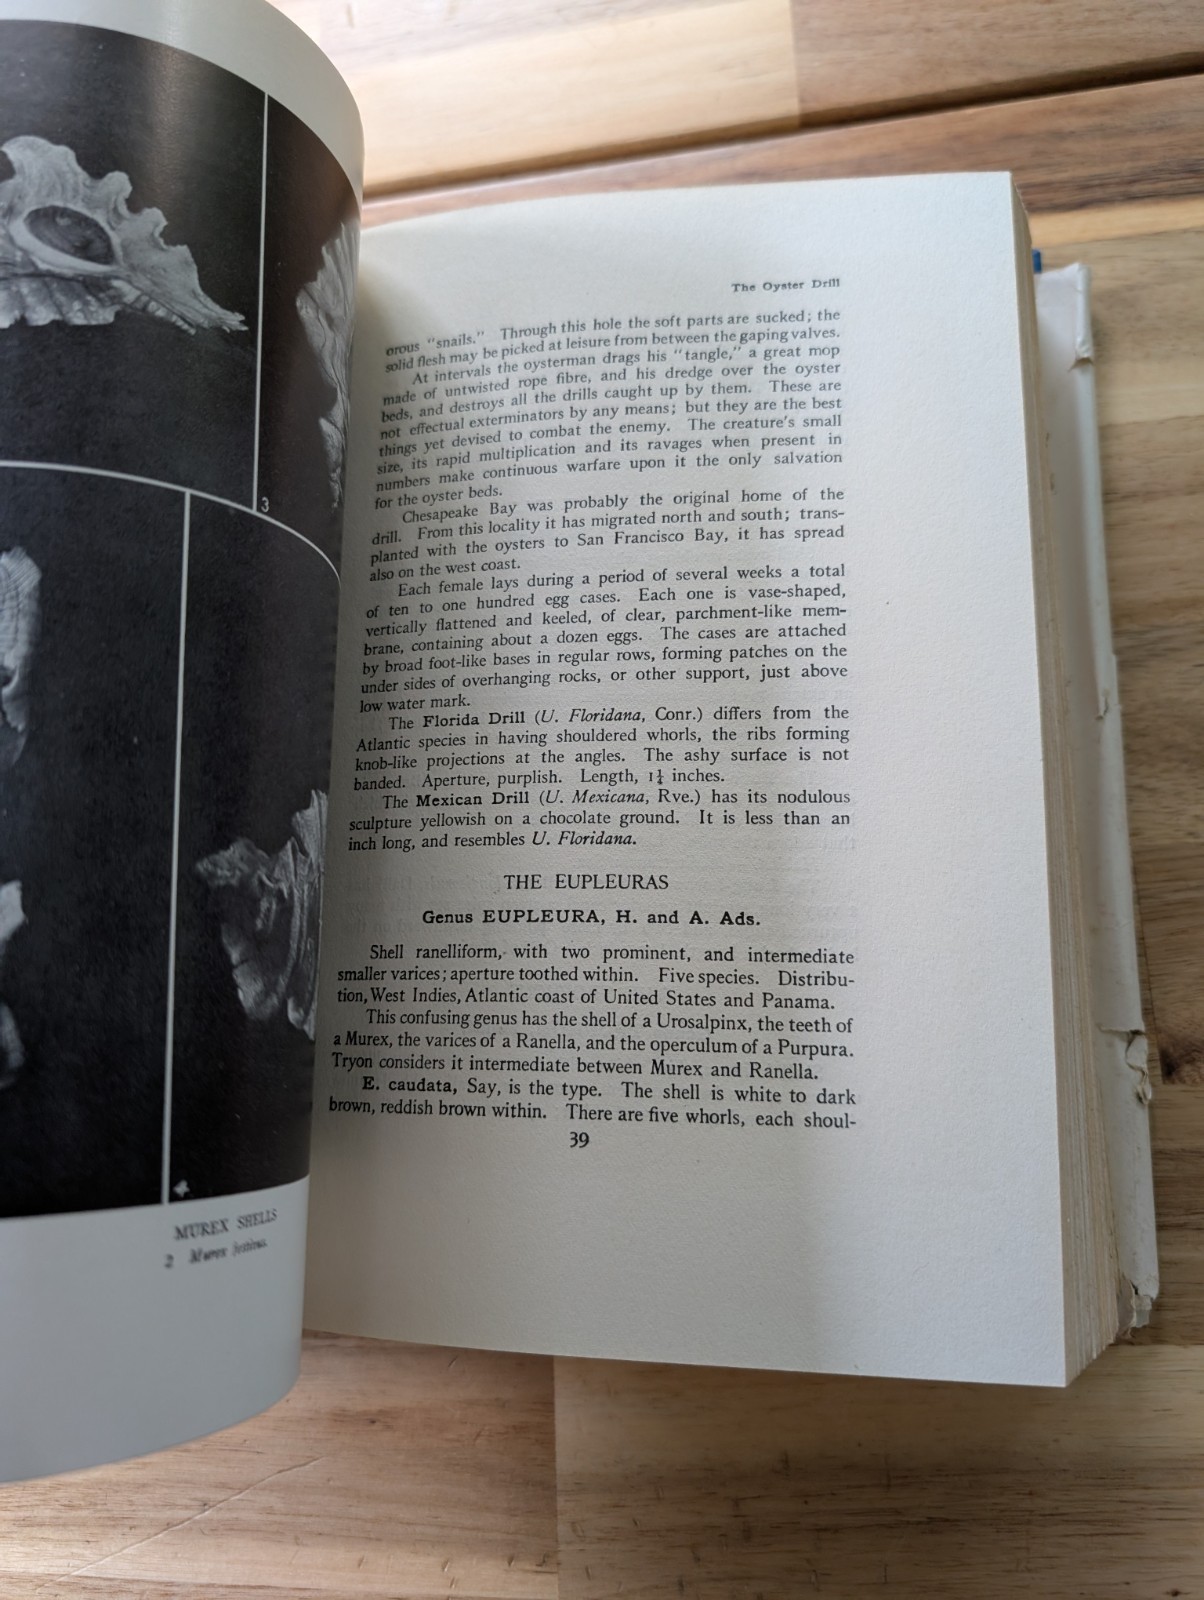 3
4
MUREX SHELLS
2 Murex
The Oyster Drill
orous "snails." Through this hole the soft parts are sucked; the
solid flesh may be picked at leisure from between the gaping valves.
At intervals the oysterman drags his "tangle," a great mop
made of untwisted rope fibre, and his dredge over the oyster
beds, and destroys all the drills caught up by them. These are
not effectual exterminators by any means; but they are the best
things yet devised to combat the enemy. The creature's small
size, its rapid multiplication and its ravages when present in
numbers make continuous warfare upon it the only salvation
for the oyster beds.
Chesapeake Bay was probably the original home of the
drill. From this locality it has migrated north and south; trans-
planted with the oysters to San Francisco Bay, it has spread
also on the west coast.
Each female lays during a period of several weeks a total
of ten to one hundred egg cases. Each one is vase-shaped,
vertically flattened and keeled, of clear, parchment-like mem-
brane, containing about a dozen eggs. The cases are attached
by broad foot-like bases in regular rows, forming patches on the
under sides of overhanging rocks, or other support, just above
low water mark.
The Florida Drill (U. Floridana, Conr.) differs from the
Atlantic species in having shouldered whorls, the ribs forming
knob-like projections at the angles. The ashy surface is not
banded. Aperture, purplish. Length, 1¼ inches.
The Mexican Drill (U. Mexicana, Rve.) has its nodulous
sculpture yellowish on a chocolate ground. It is less than an
inch long, and resembles U. Floridana.
THE EUPLEURAS
Genus EUPLEURA, H. and A. Ads.
Shell ranelliform, with two prominent, and intermediate
smaller varices; aperture toothed within. Five species. Distribu-
tion, West Indies, Atlantic coast of United States and Panama.
This confusing genus has the shell of a Urosalpinx, the teeth of
a Murex, the varices of a Ranella, and the operculum of a Purpura.
Tryon considers it intermediate between Murex and Ranella.
E. caudata, Say, is the type. The shell is white to dark
brown, reddish brown within. There are five whorls, each shoul-
39